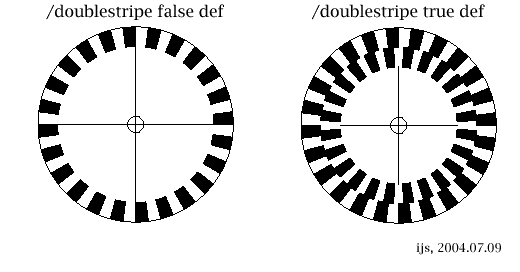 /doublestripe false def
/doublestripe true def
ijs, 2004.07.09